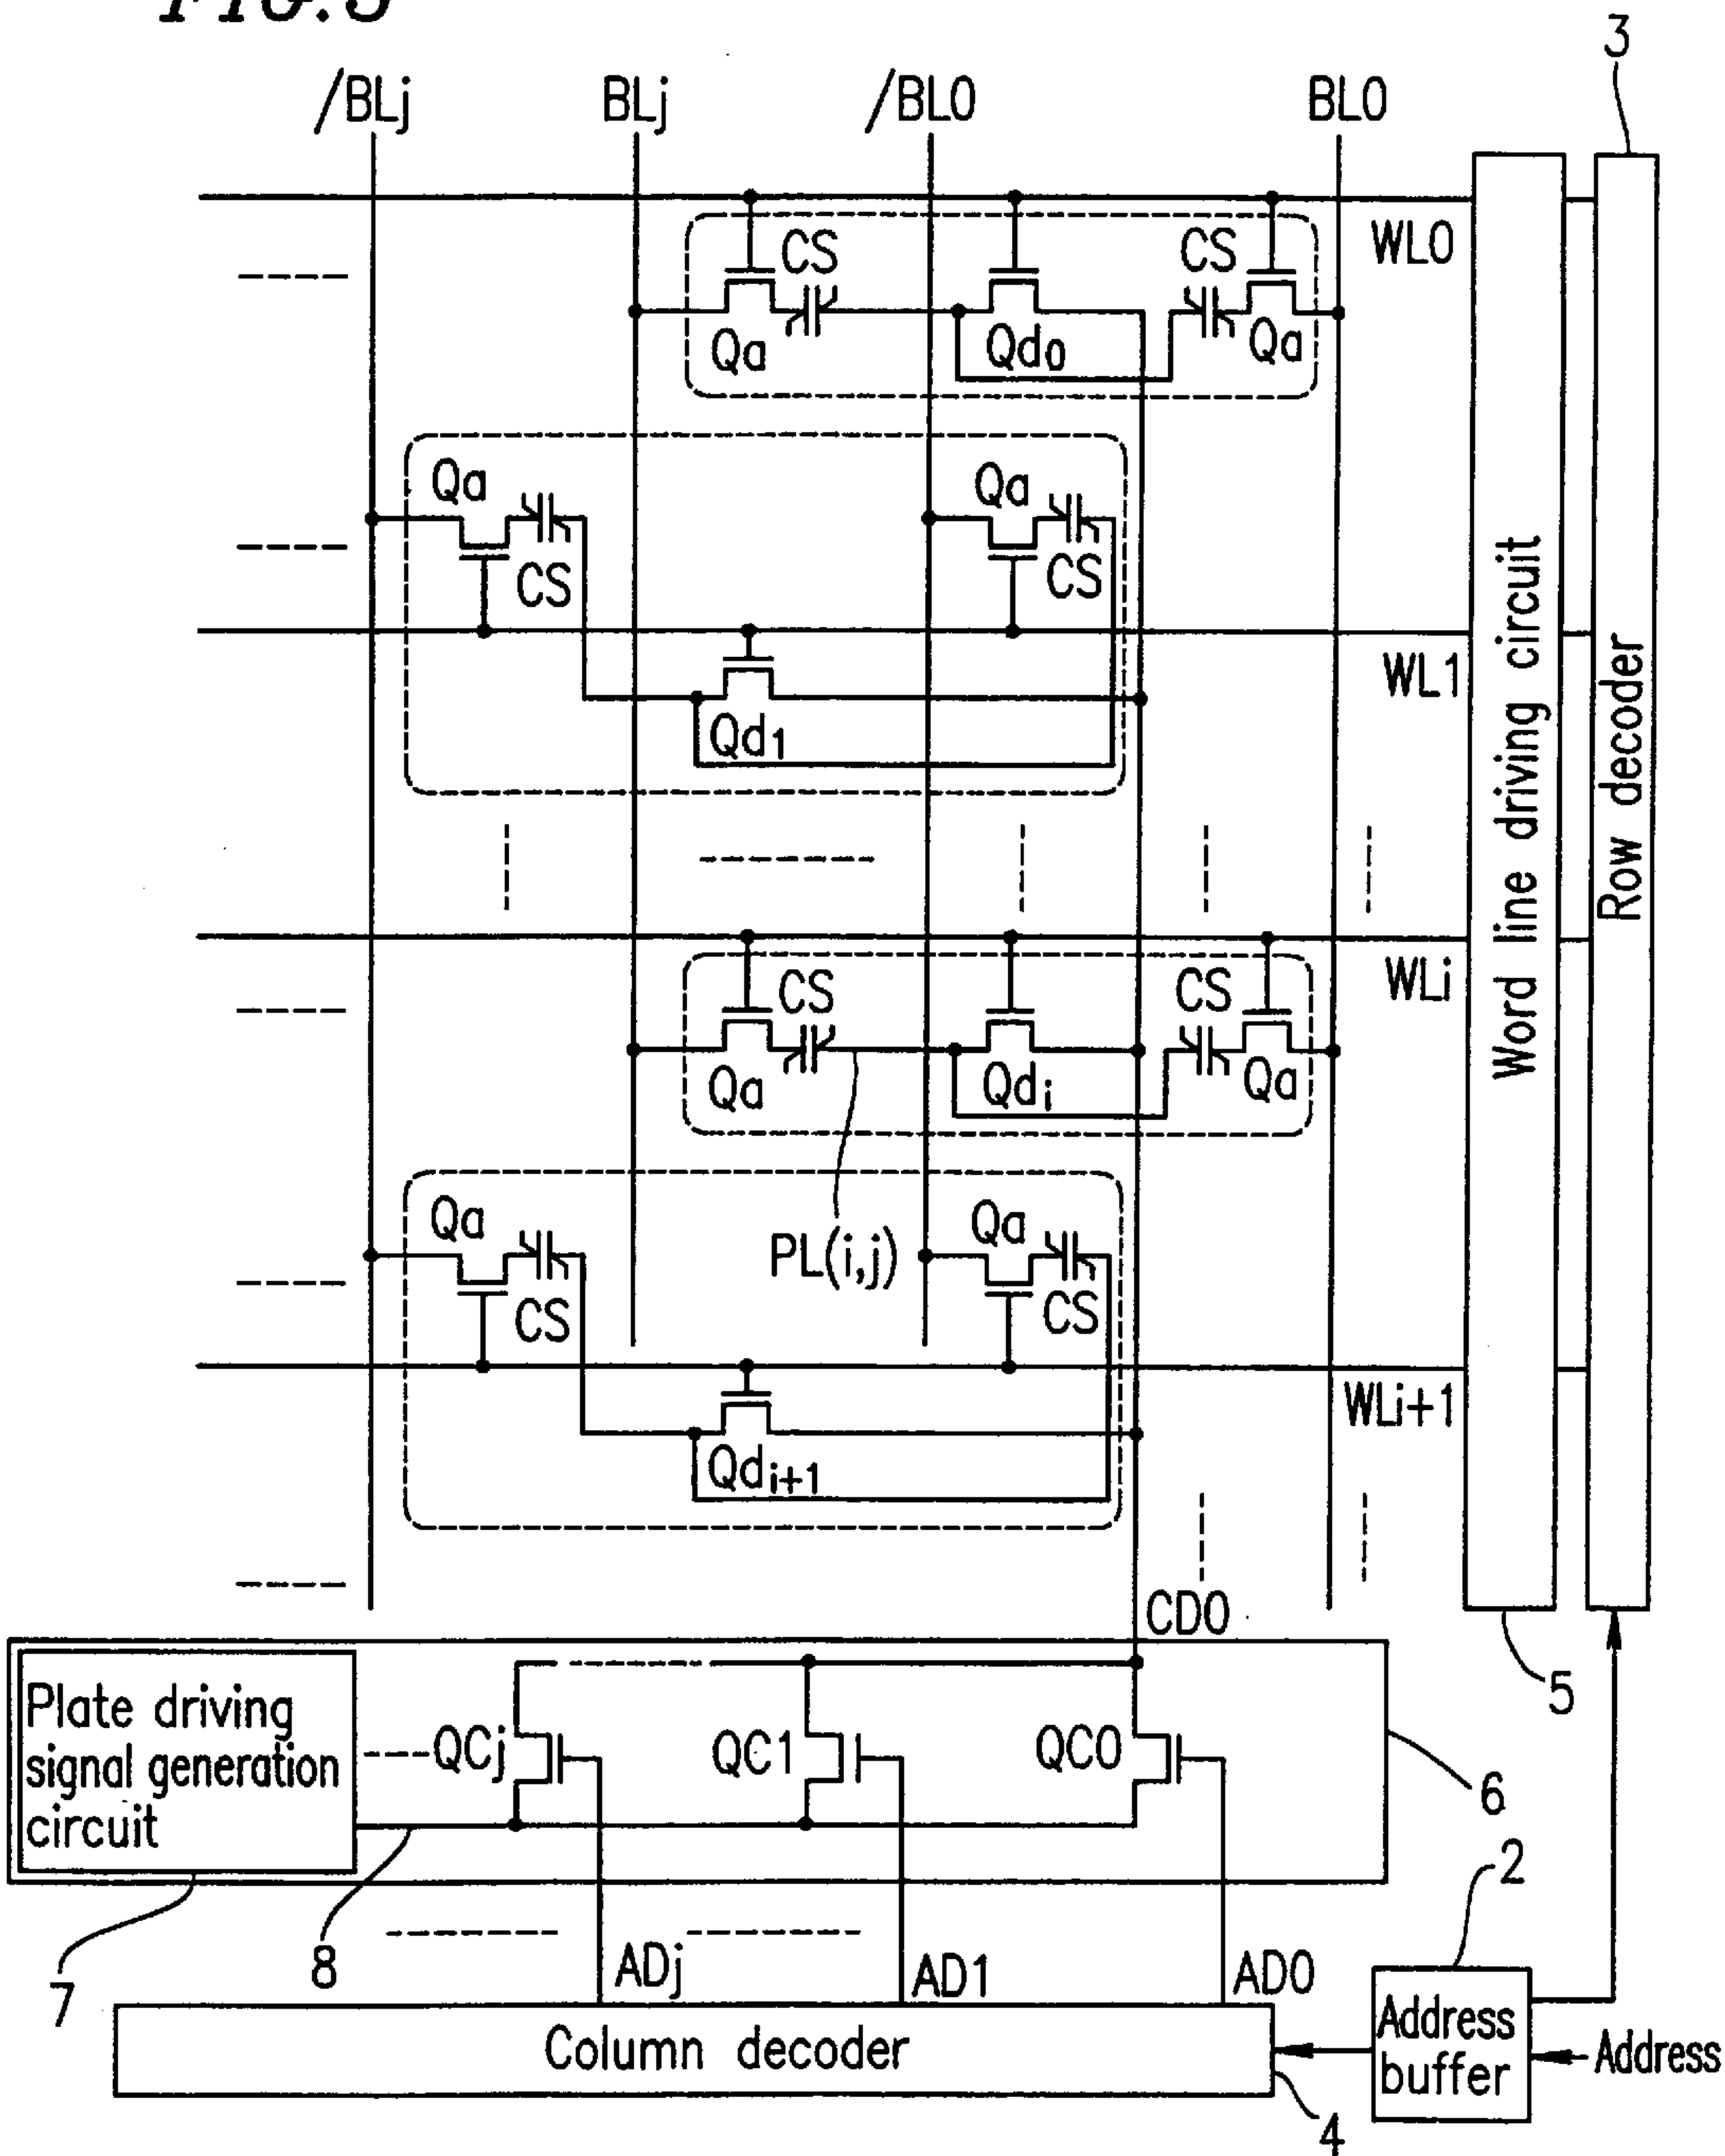 FIG.3
3
/BLj BLj /BL0 BL0
WL0
CS CS
Qa Qd0 Qa
Qa Qa
CS CS
WL1
Qd1
Word line driving circuit
Row decoder
WLi
CS CS
Qa Qdi Qa
Qa Qa
PL(i,j)
CS CS
WLi+1
Qdi+1
CD0
5
Plate driving
signal generation
circuit
QCj QC1 QC0
6
2
8
7
ADj AD1 AD0
Column decoder
Address
buffer
Address
4